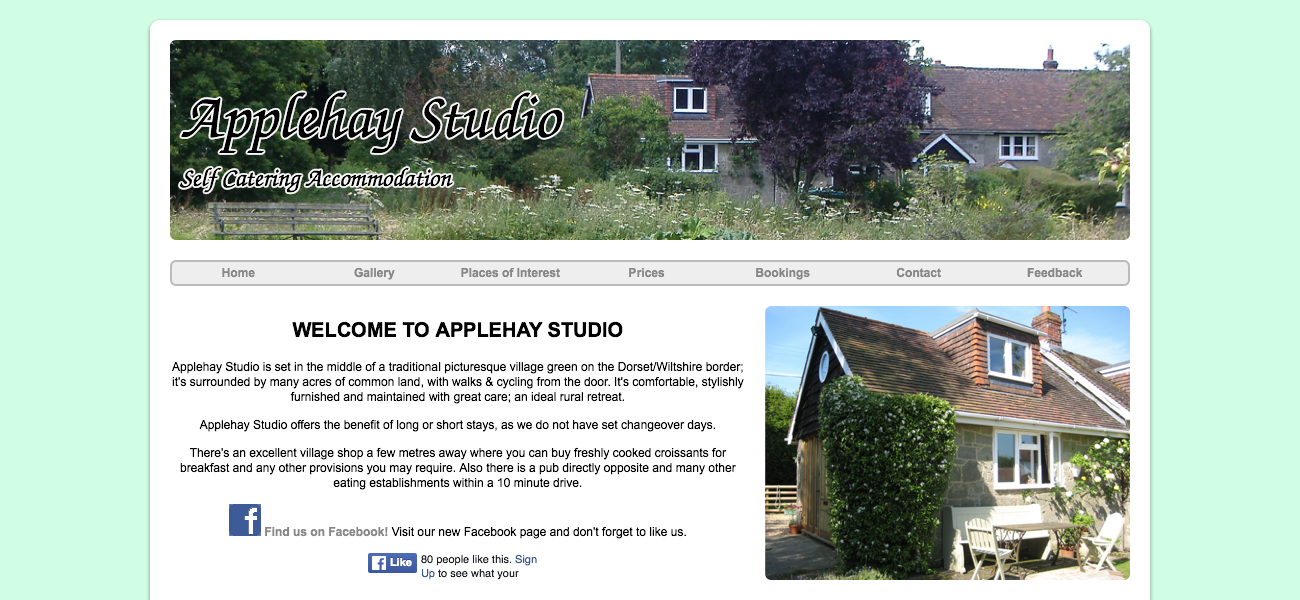 Applehay Studio
Self Catering Accommodation
Home Gallery Places of Interest Prices Bookings Contact Feedback
WELCOME TO APPLEHAY STUDIO
Applehay Studio is set in the middle of a traditional picturesque village green on the Dorset/Wiltshire border;
it's surrounded by many acres of common land, with walks & cycling from the door. It's comfortable, stylishly
furnished and maintained with great care; an ideal rural retreat.
Applehay Studio offers the benefit of long or short stays, as we do not have set changeover days.
There's an excellent village shop a few metres away where you can buy freshly cooked croissants for
breakfast and any other provisions you may require. Also there is a pub directly opposite and many other
eating establishments within a 10 minute drive.
f Find us on Facebook! Visit our new Facebook page and don't forget to like us.
f Like 80 people like this. Sign
Up to see what your